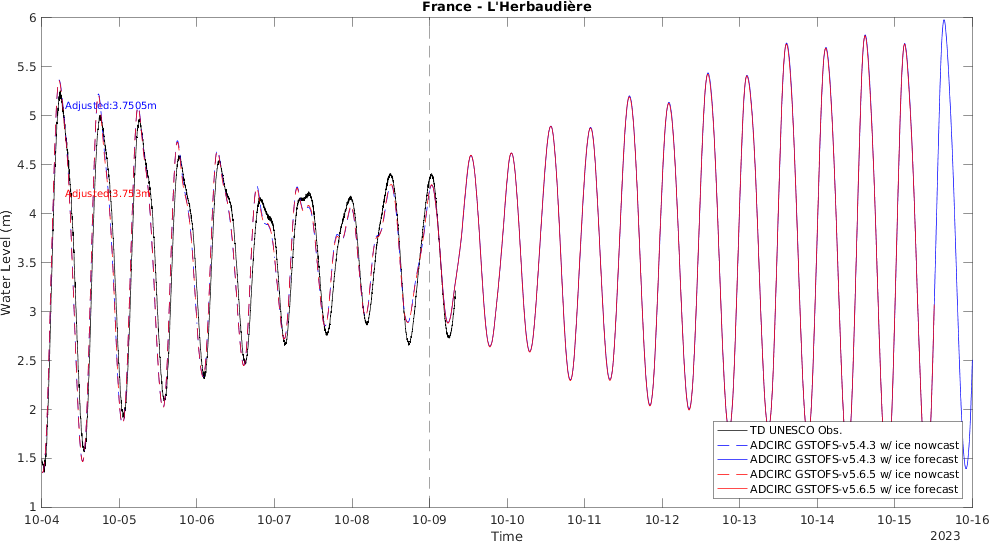 France - L'Herbaudière
6
5.5
5
4.5
4
3.5
3
2.5
2
1.5
1
Water Level (m)
Adjusted:3.7505m
Adjusted:3.753m
TD UNESCO Obs.
ADCIRC GSTOFS-v5.4.3 w/ ice nowcast
ADCIRC GSTOFS-v5.4.3 w/ ice forecast
ADCIRC GSTOFS-v5.6.5 w/ ice nowcast
ADCIRC GSTOFS-v5.6.5 w/ ice forecast
10-04 10-05 10-06 10-07 10-08 10-09 10-10 10-11 10-12 10-13 10-14 10-15 10-16
Time
2023